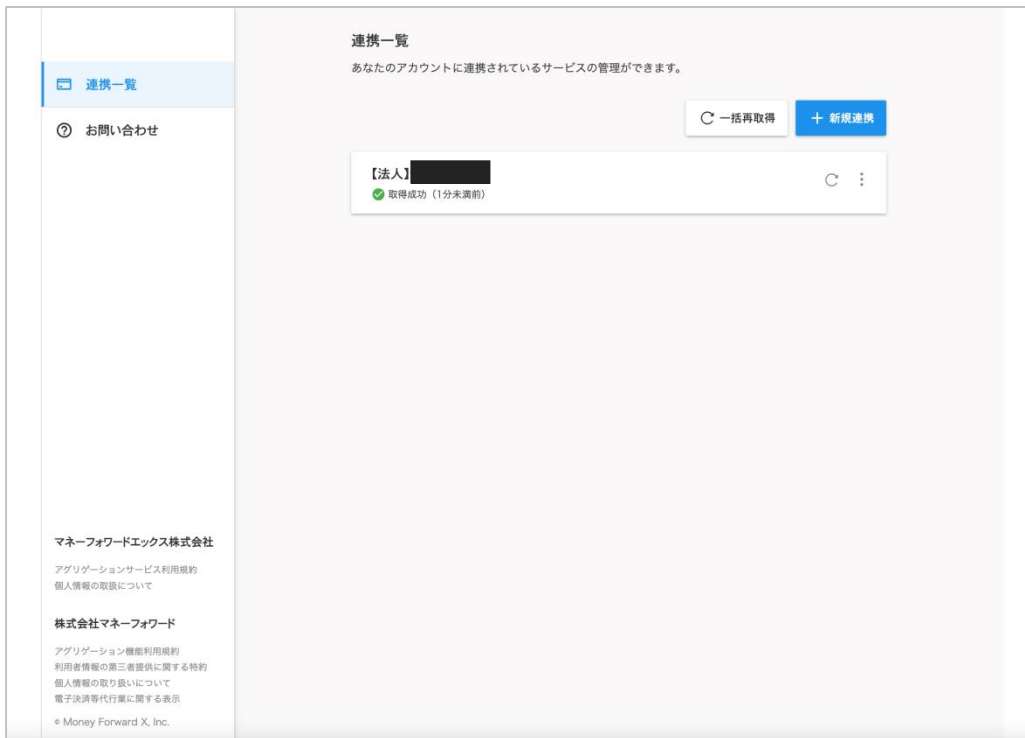 連携一覧
お問い合わせ
マネーフォワードエックス株式会社
アグリゲーションサービス利用規約
個人情報の取扱について
株式会社マネーフォワード
アグリゲーション機能利用規約
利用者情報の第三者提供に関する特約
個人情報の取り扱いについて
電子決済等代行業に関する表示
© Money Forward X, Inc.
連携一覧
あなたのアカウントに連携されているサービスの管理ができます。
一括再取得
新規連携
【法人】
取得成功（1分未満前）